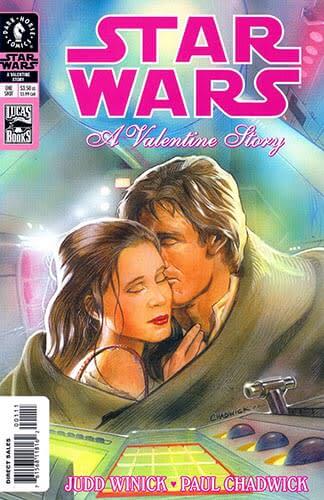 DARK HORSE
COMICS
STAR
WARS
A VALENTINE
STORY
ONE
SHOT
$3.50 US
$5.99 CAN
LUCAS
BOOKS
STAR
WARS
A Valentine Story
CHADWICK
00111
DIRECT SALES
JUDD WINICK • PAUL CHADWICK